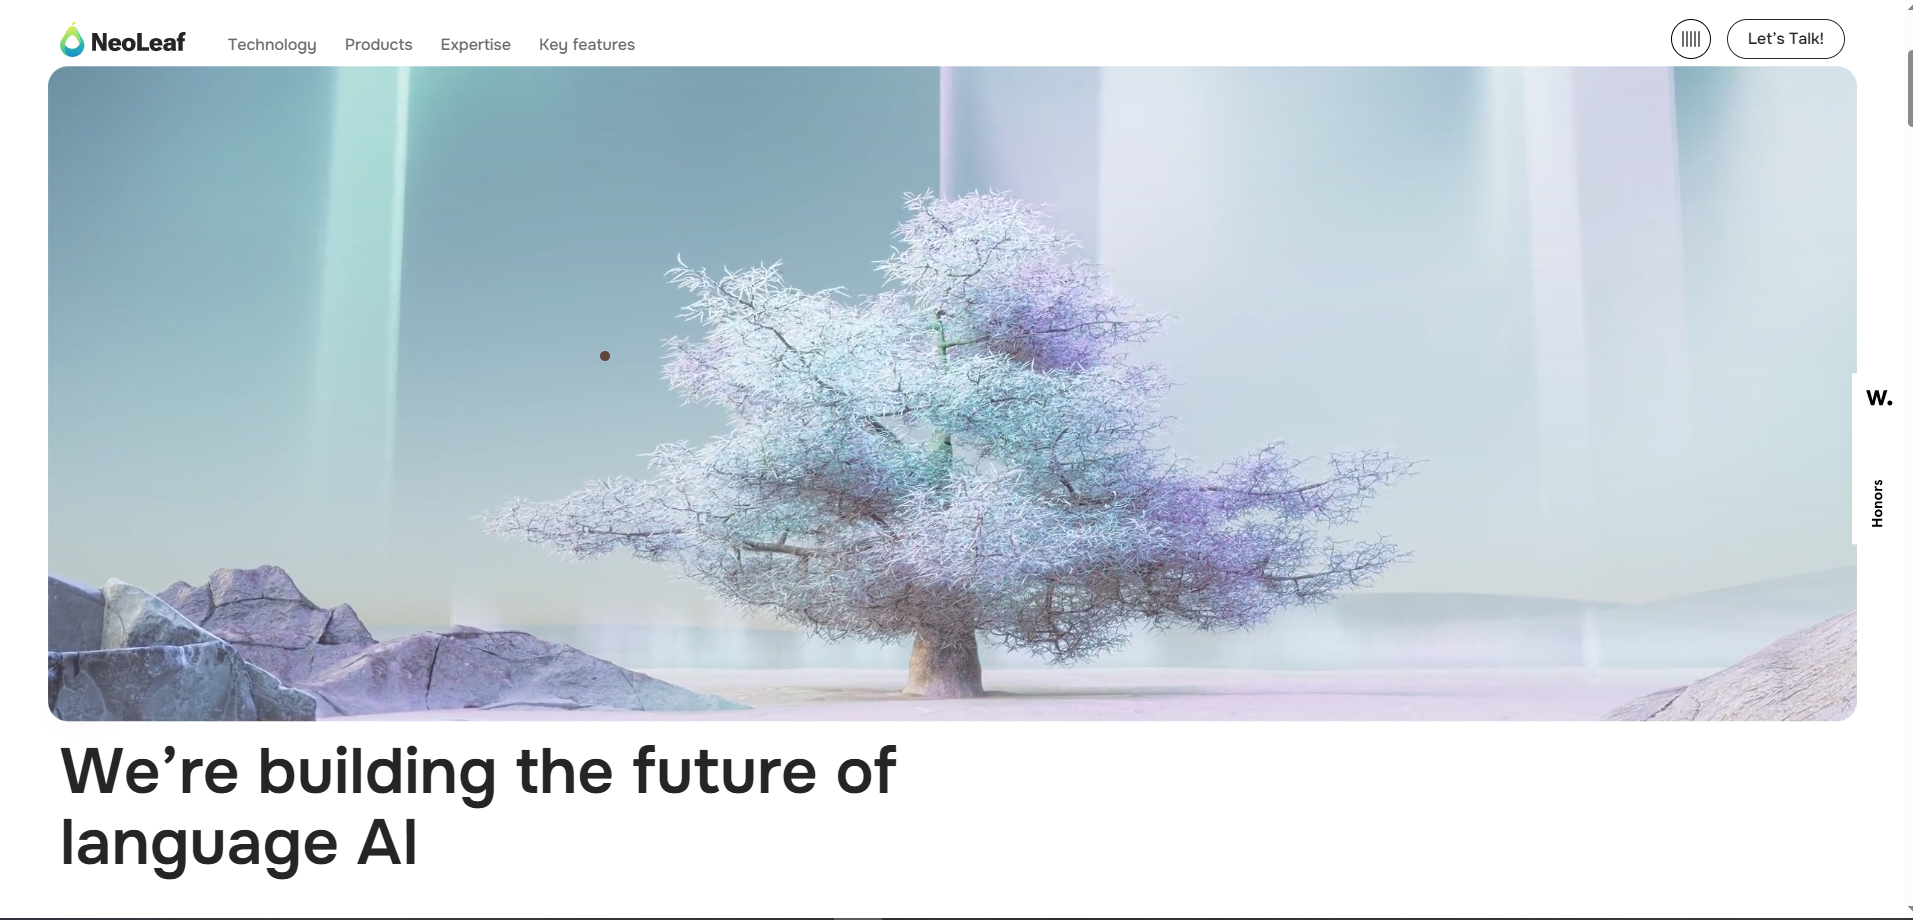 NeoLeaf
Technology
Products
Expertise
Key features
Let’s Talk!
W.
Honors
We’re building the future of
language AI